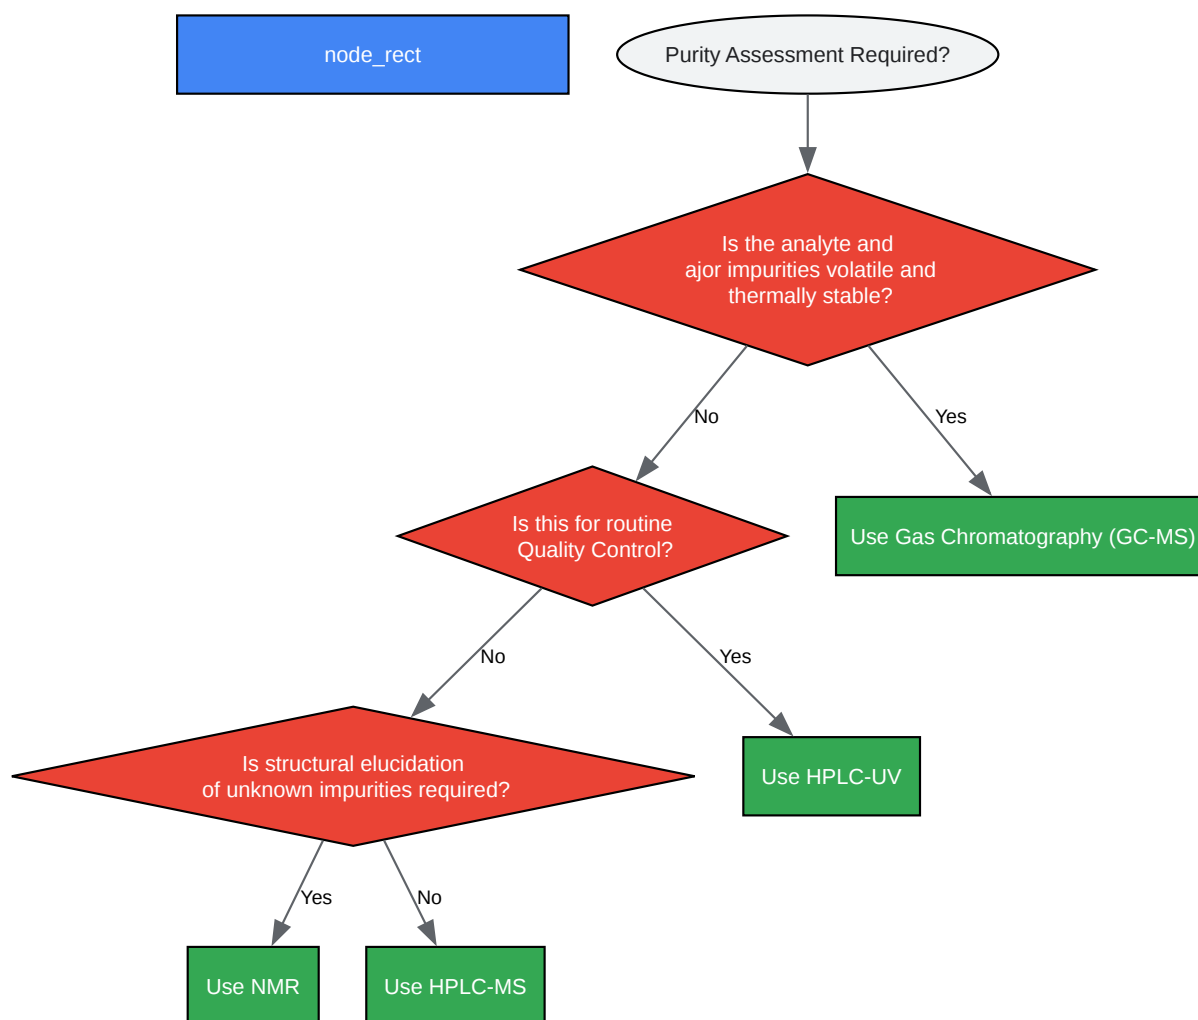 node_rect
Purity Assessment Required?
Is the analyte and
ajor impurities volatile and
thermally stable?
No
Yes
Is this for routine
Quality Control?
Use Gas Chromatography (GC-MS)
No
Yes
Is structural elucidation
of unknown impurities required?
Use HPLC-UV
Yes
No
Use NMR
Use HPLC-MS